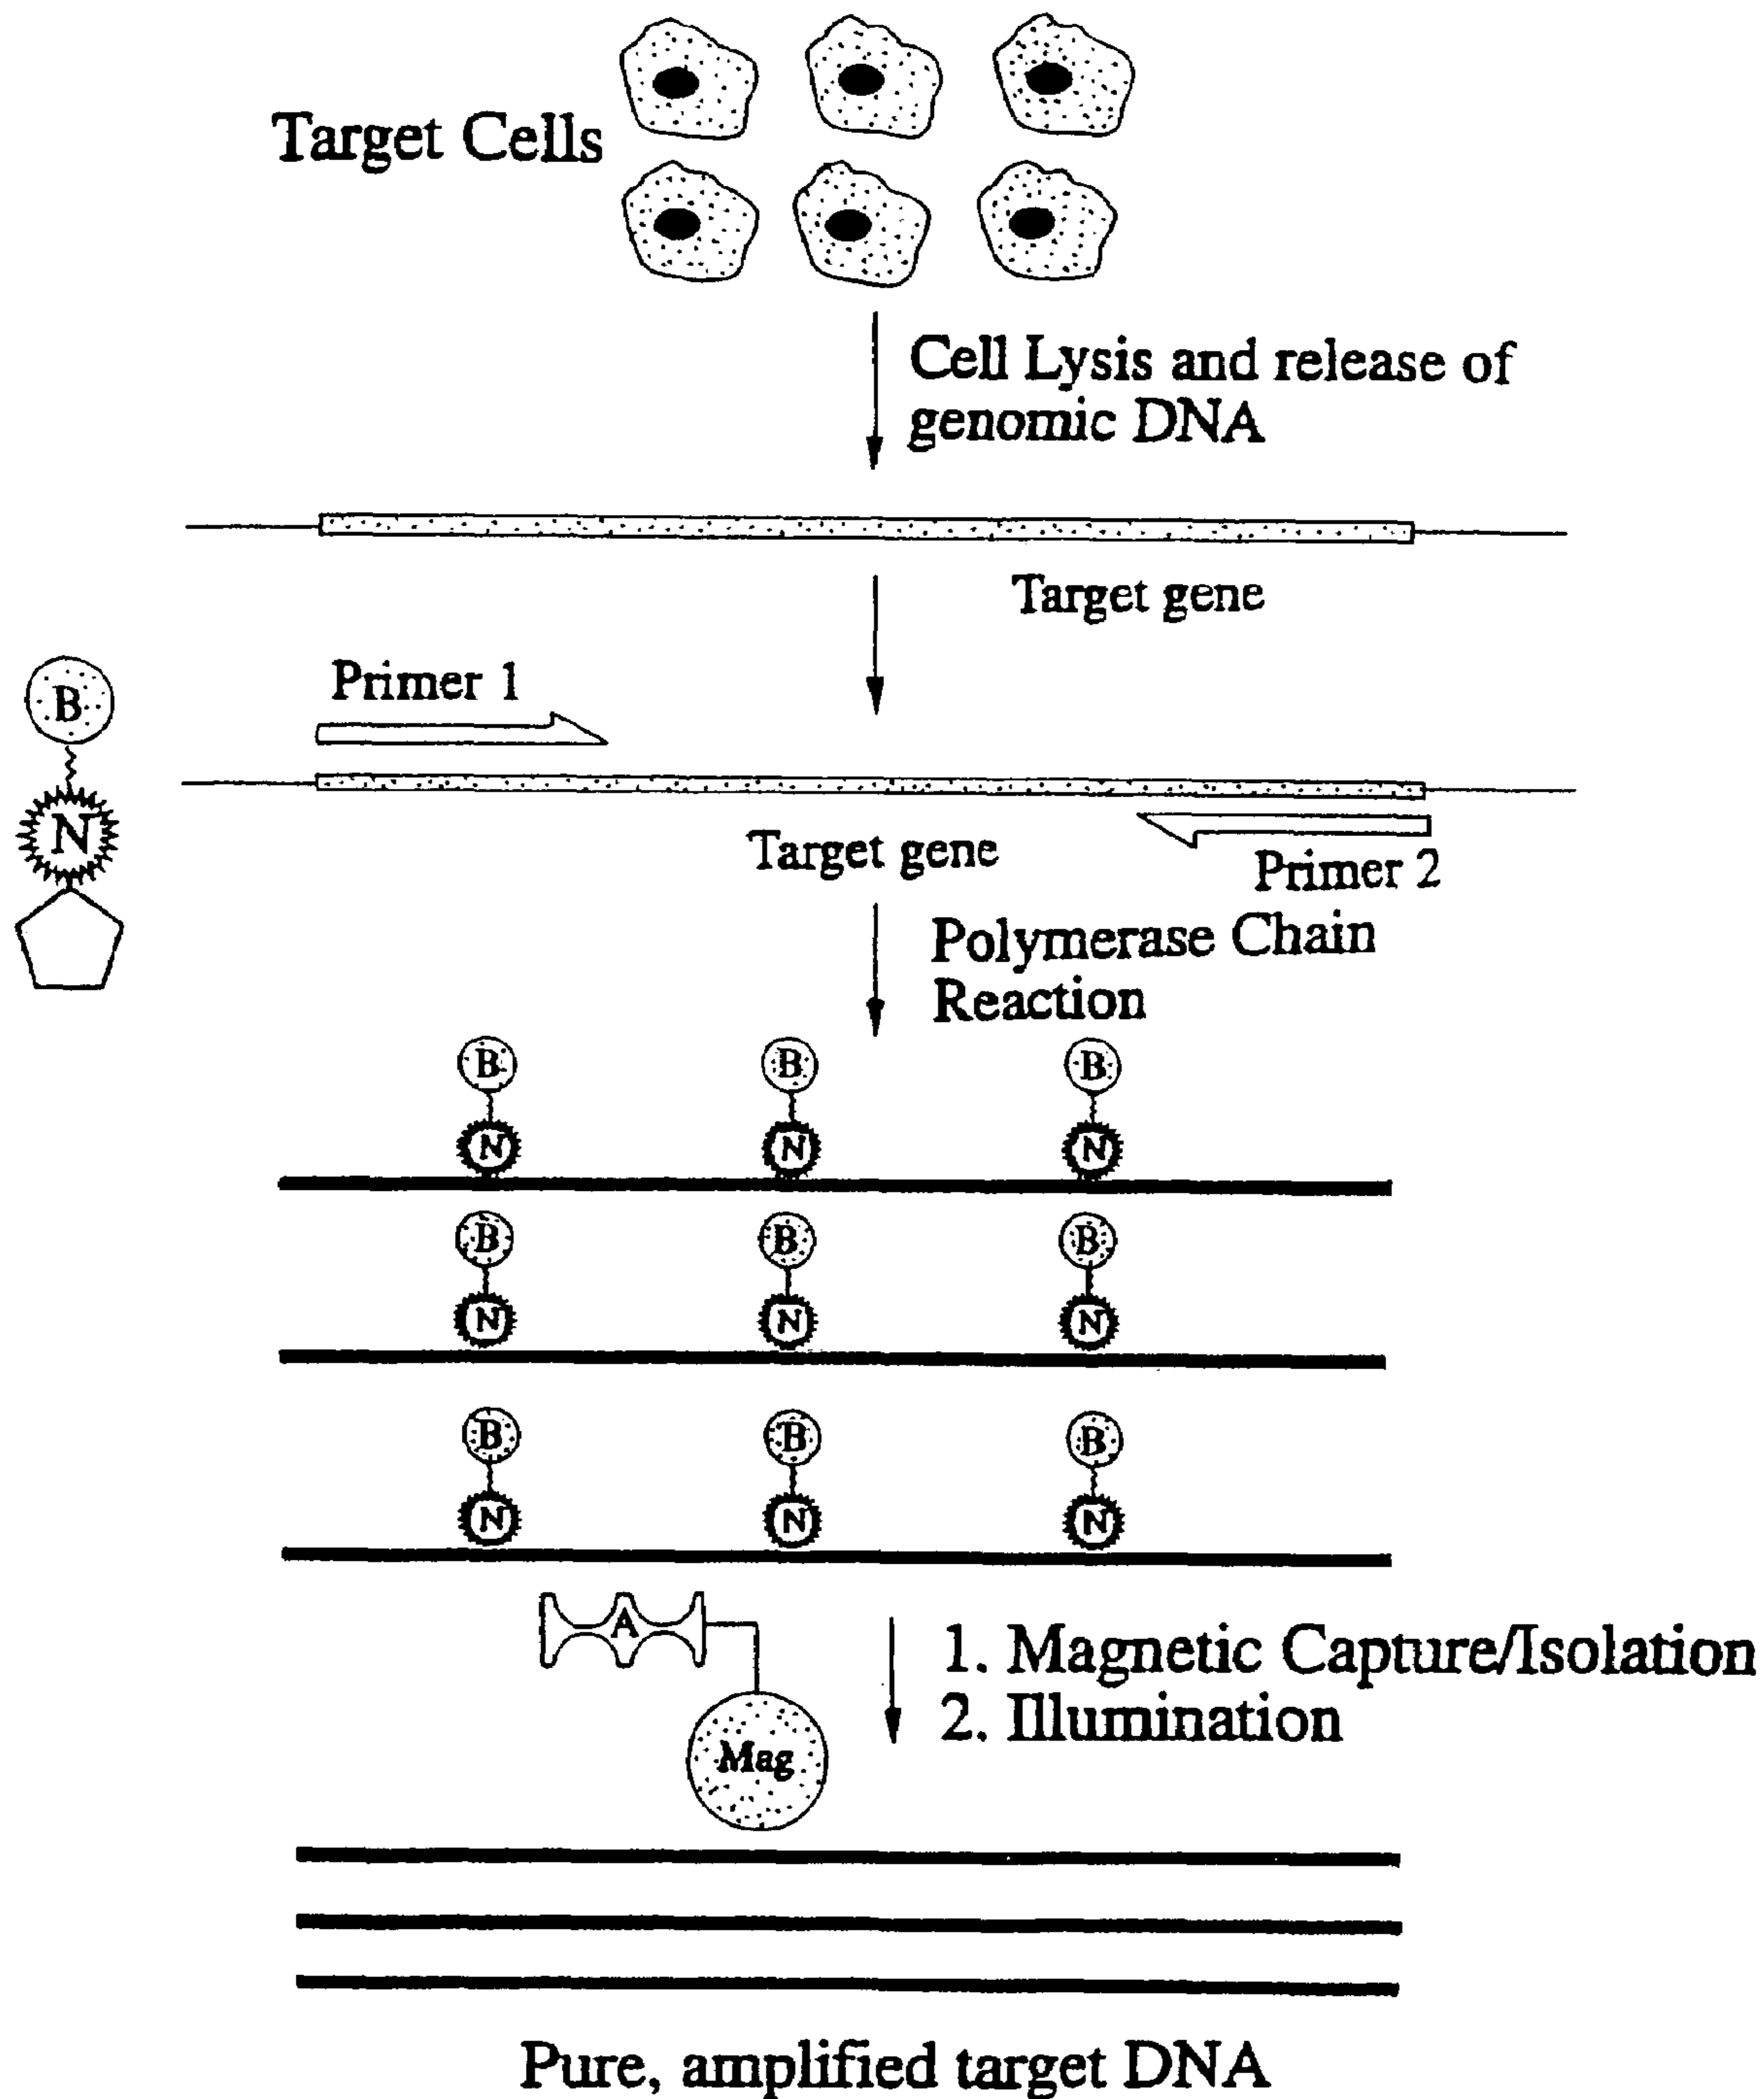 Target Cells
Cell Lysis and release of
genomic DNA
Target gene
Primer 1
B
N
Target gene
Primer 2
Polymerase Chain
Reaction
B B B
N N N
B B B
N N N
B B B
N N N
A
1. Magnetic Capture/Isolation
2. Illumination
Mag
Pure, amplified target DNA